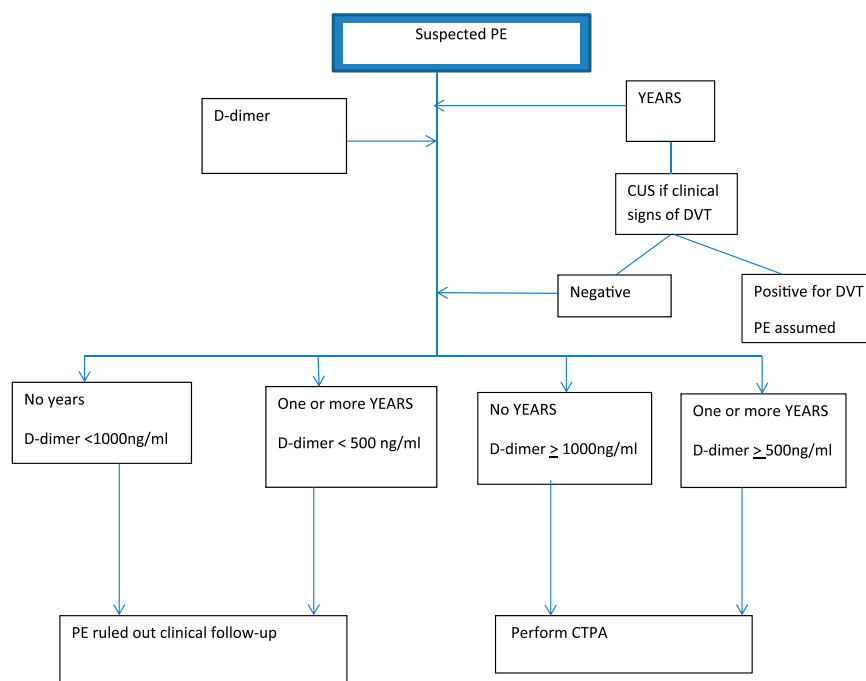 Suspected PE
YEARS
D-dimer
CUS if clinical
signs of DVT
Negative
Positive for DVT
PE assumed
No years
D-dimer <1000ng/ml
One or more YEARS
D-dimer < 500 ng/ml
No YEARS
D-dimer ≥ 1000ng/ml
One or more YEARS
D-dimer ≥ 500ng/ml
PE ruled out clinical follow-up
Perform CTPA